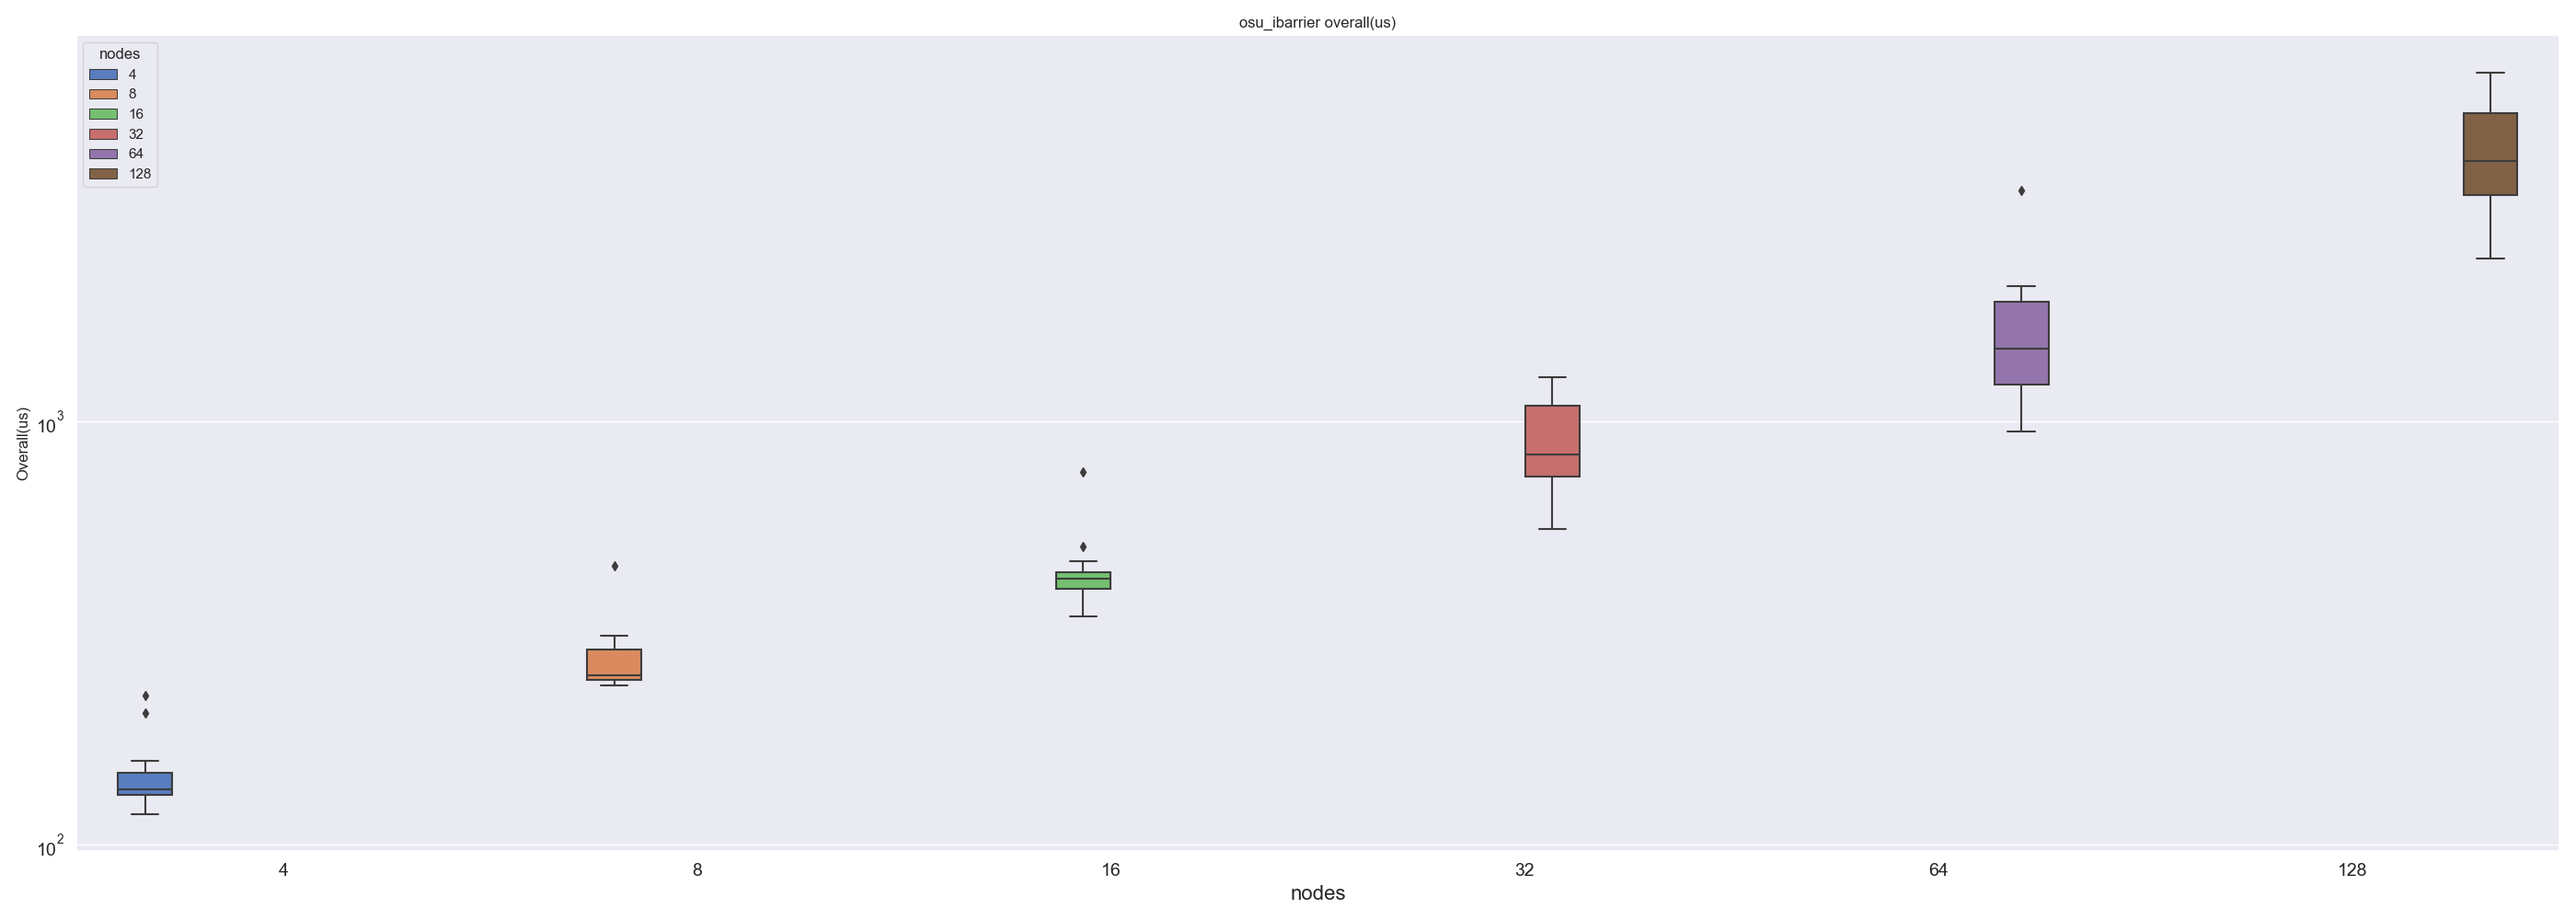 osu_ibarrier overall(us)
nodes
4
8
16
32
64
128
Overall(us)
10^3
10^2
4 8 16 32 64 128
nodes